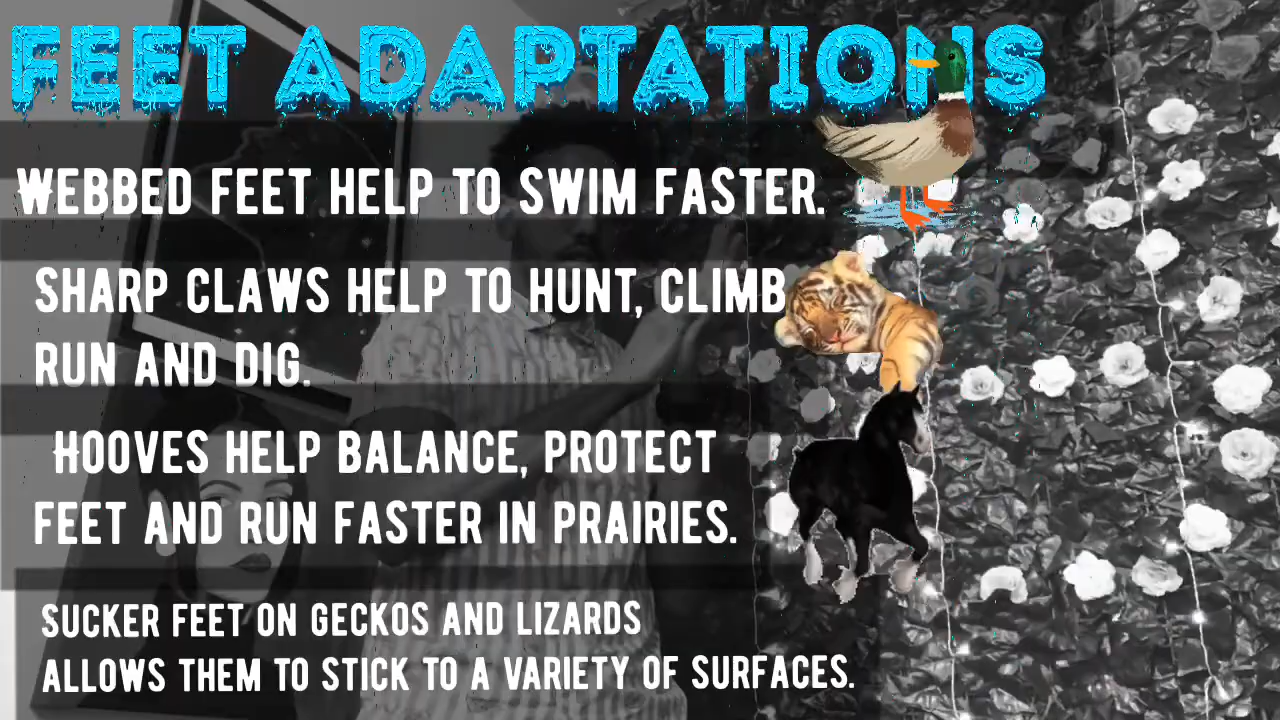 FEET ADAPTATIONS
WEBBED FEET HELP TO SWIM FASTER.
SHARP CLAWS HELP TO HUNT, CLIMB
RUN AND DIG.
HOOVES HELP BALANCE, PROTECT
FEET AND RUN FASTER IN PRAIRIES.
SUCKER FEET ON GECKOS AND LIZARDS
ALLOWS THEM TO STICK TO A VARIETY OF SURFACES.